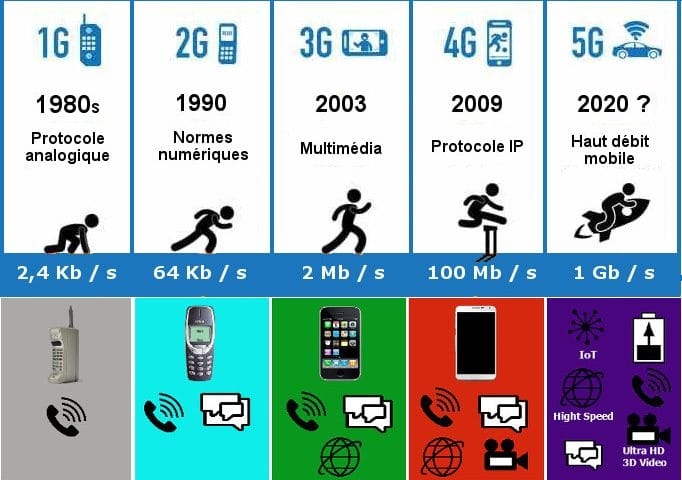 1G
1980s
Protocole
analogique
2,4 Kb / s
2G
1990
Normes
numériques
64 Kb / s
3G
2003
Multimédia
2 Mb / s
4G
2009
Protocole IP
100 Mb / s
5G
2020 ?
Haut débit
mobile
1 Gb / s
IoT
Hight Speed
Ultra HD
3D Video